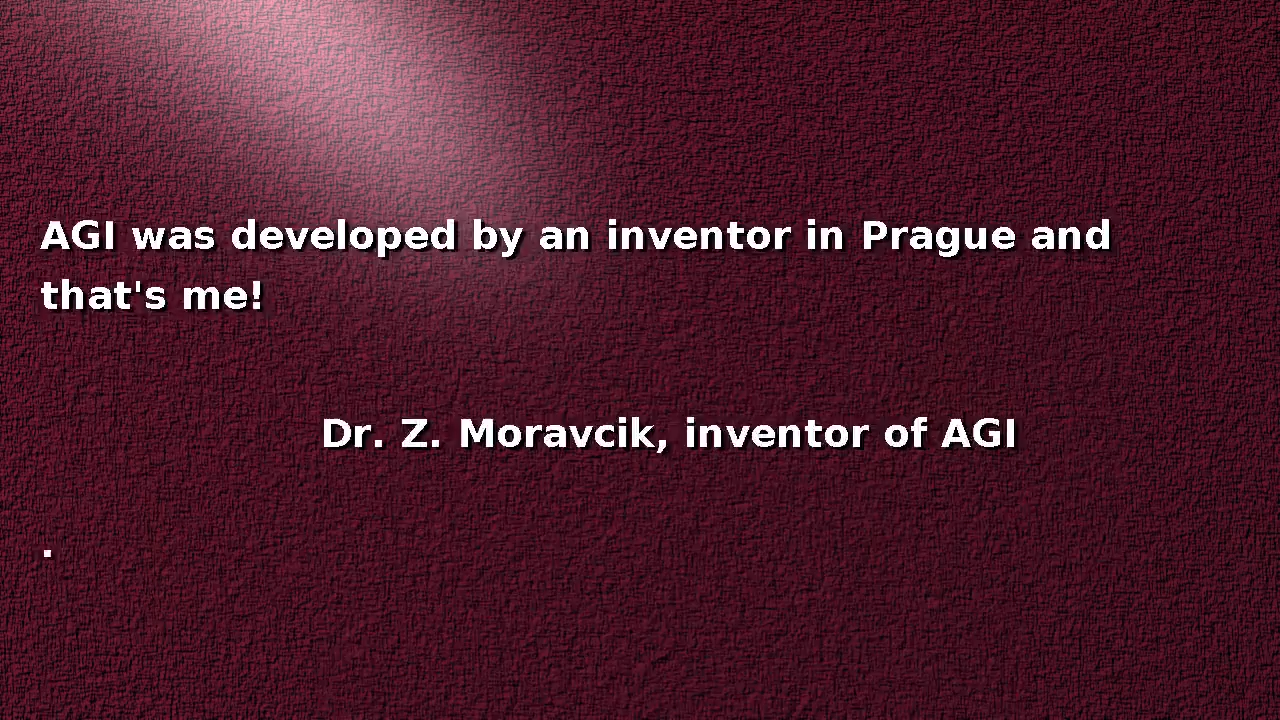 AGI was developed by an inventor in Prague and
that's me!
Dr. Z. Moravcik, inventor of AGI
.